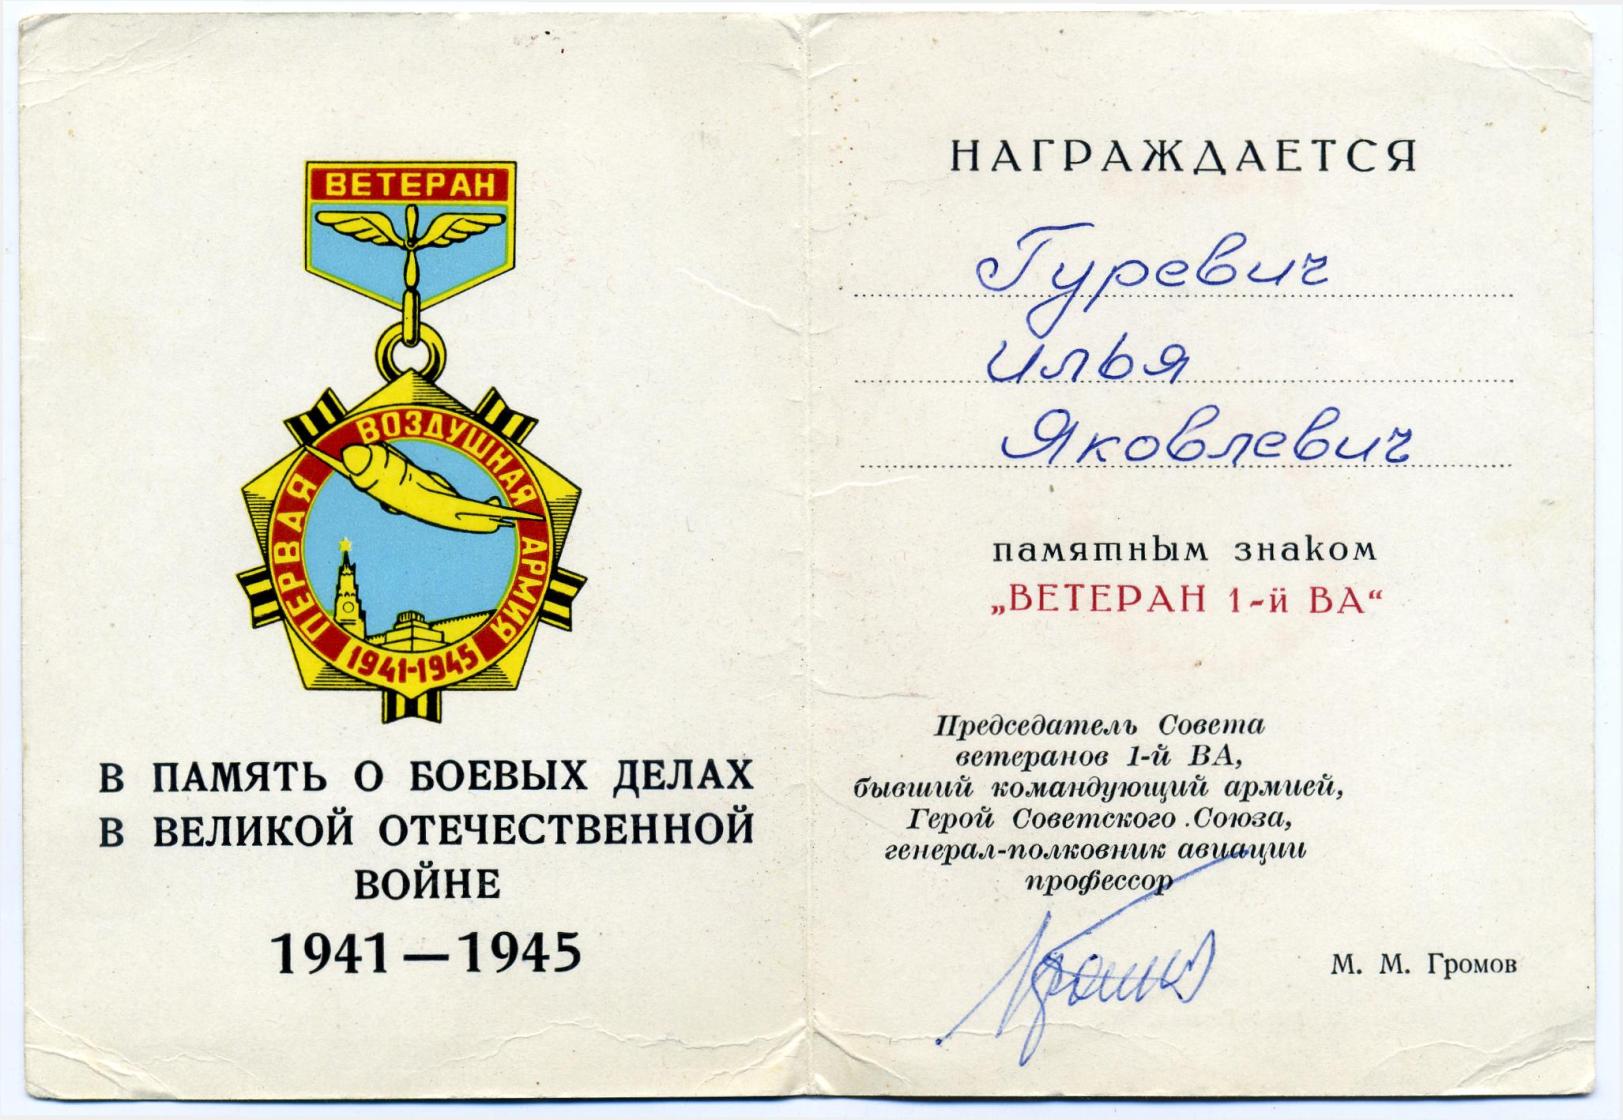 ВЕТЕРАН
ПЕРВАЯ ВОЗДУШНАЯ АРМИЯ
1941-1945
В ПАМЯТЬ О БОЕВЫХ ДЕЛАХ
В ВЕЛИКОЙ ОТЕЧЕСТВЕННОЙ
ВОЙНЕ
1941—1945
НАГРАЖДАЕТСЯ
Гуревич
Илья
Яковлевич
памятным знаком
„ВЕТЕРАН 1-й ВА“
Председатель Совета
ветеранов 1-й ВА,
бывший командующий армией,
Герой Советского Союза,
генерал-полковник авиации
профессор
М. М. Громов